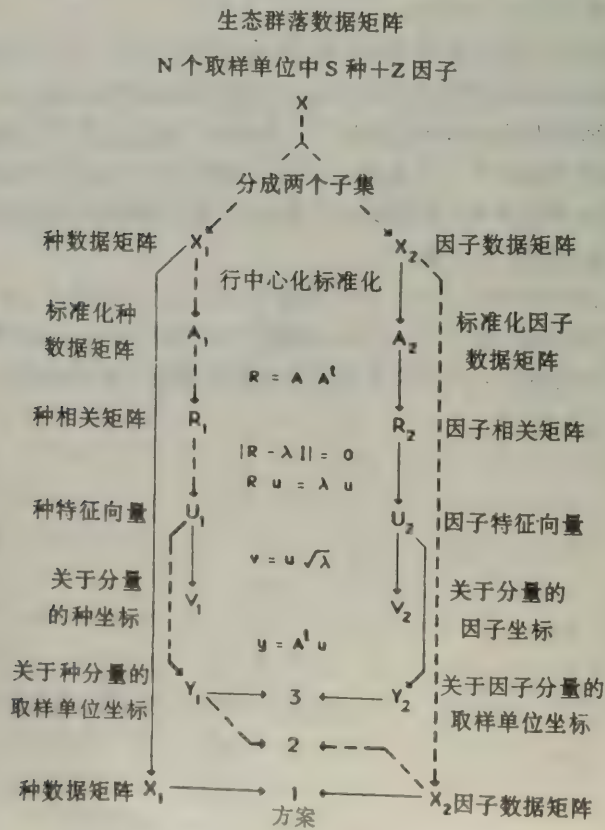 生态群落数据矩阵
N 个取样单位中 S 种＋Z 因子
X
分成两个子集
种数据矩阵 X₁ X₂ 因子数据矩阵
行中心化标准化
标准化种
数据矩阵
A₁
A₂
标准化因子
数据矩阵
R = A Aᵗ
种相关矩阵 R₁ R₂ 因子相关矩阵
|R - λI| = 0
R u = λ u
种特征向量 U₁ U₂ 因子特征向量
v = u √λ
关于分量
的种坐标
V₁
V₂
关于分量的
因子坐标
y = Aᵗ u
关于种分量的
取样单位坐标
Y₁ 3 Y₂
关于因子分量的
取样单位坐标
2
种数据矩阵 X₁ 1 X₂ 因子数据矩阵
方案